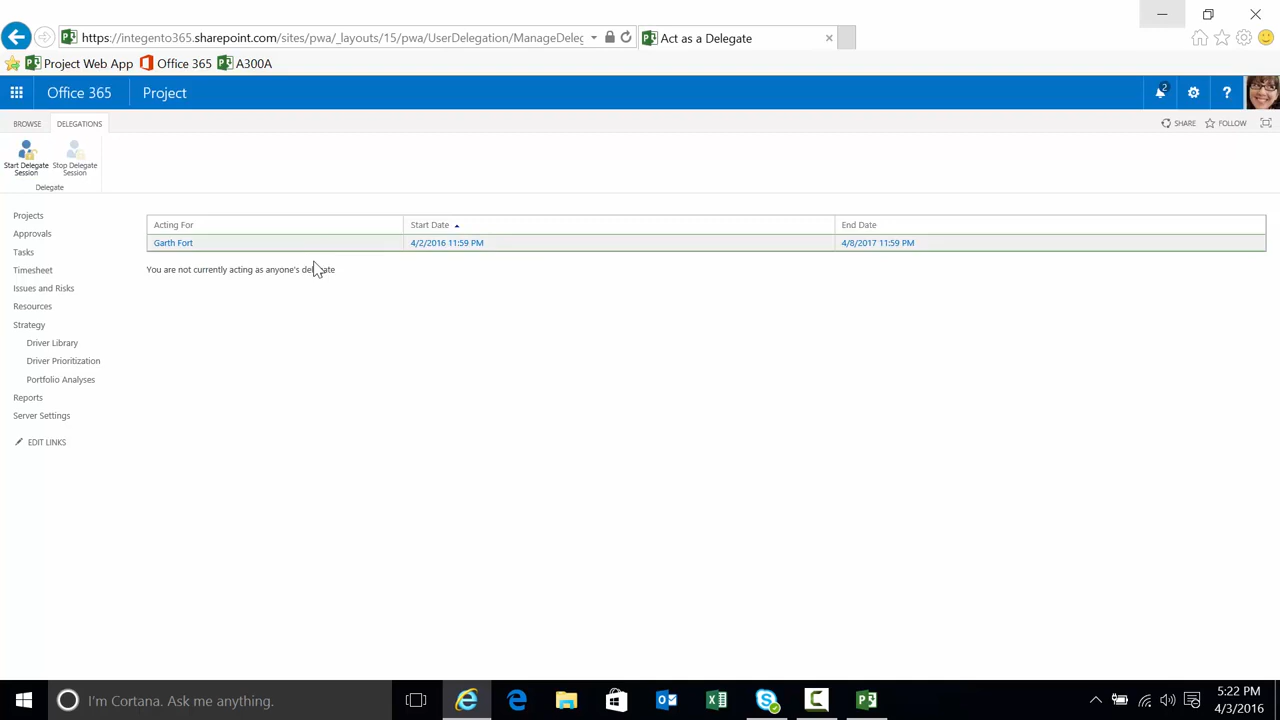 https://integento365.sharepoint.com/sites/pwa/_layouts/15/pwa/UserDelegation/ManageDeleg
Act as a Delegate
Project Web App
Office 365
A300A
Office 365
Project
2
?
BROWSE
DELEGATIONS
SHARE
FOLLOW
Start Delegate Session
Stop Delegate Session
Delegate
Projects
Approvals
Tasks
Timesheet
Issues and Risks
Resources
Strategy
Driver Library
Driver Prioritization
Portfolio Analyses
Reports
Server Settings
EDIT LINKS
Acting For
Start Date
End Date
Garth Fort
4/2/2016 11:59 PM
4/8/2017 11:59 PM
You are not currently acting as anyone's delegate
I'm Cortana. Ask me anything.
5:22 PM
4/3/2016